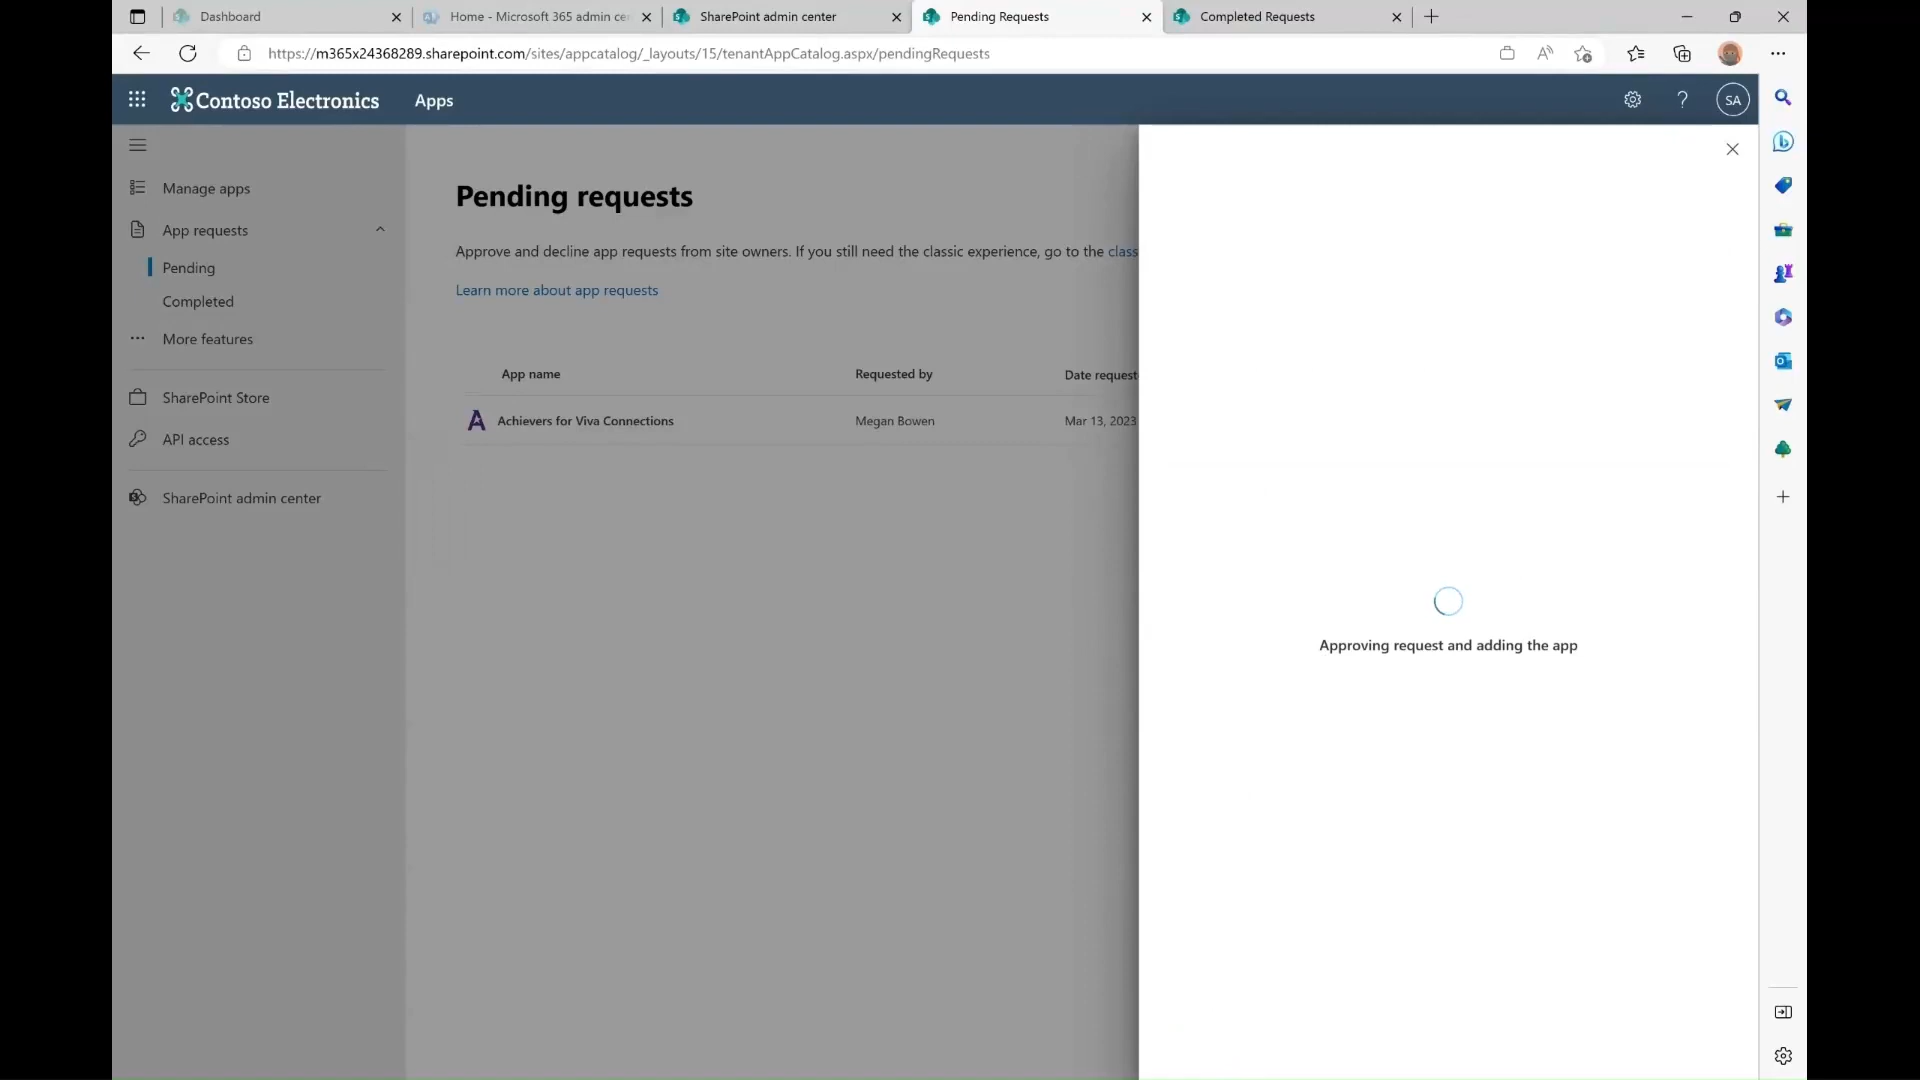 Dashboard
Home - Microsoft 365 admin ce
SharePoint admin center
Pending Requests
Completed Requests
https://m365x24368289.sharepoint.com/sites/appcatalog/_layouts/15/tenantAppCatalog.aspx/pendingRequests
Contoso Electronics
Apps
?
SA
Manage apps
App requests
Pending
Completed
More features
SharePoint Store
API access
SharePoint admin center
Pending requests
Approve and decline app requests from site owners. If you still need the classic experience, go to the class
Learn more about app requests
App name
Requested by
Date request
Achievers for Viva Connections
Megan Bowen
Mar 13, 2023
Approving request and adding the app